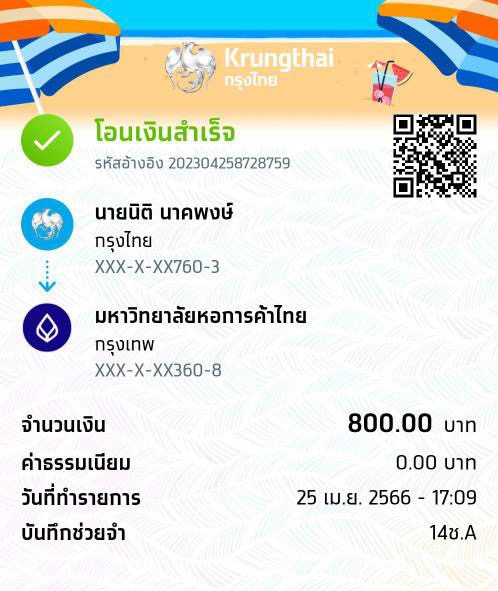 Krungthai
กรุงไทย
โอนเงินสำเร็จ
รหัสอ้างอิง 202304258728759
นายนิติ นาคพงษ์
กรุงไทย
XXX-X-XX760-3
มหาวิทยาลัยหอการค้าไทย
กรุงเทพ
XXX-X-XX360-8
จำนวนเงิน 800.00 บาท
ค่าธรรมเนียม 0.00 บาท
วันที่ทำรายการ 25 เม.ย. 2566 - 17:09
บันทึกช่วยจำ 14ช.A